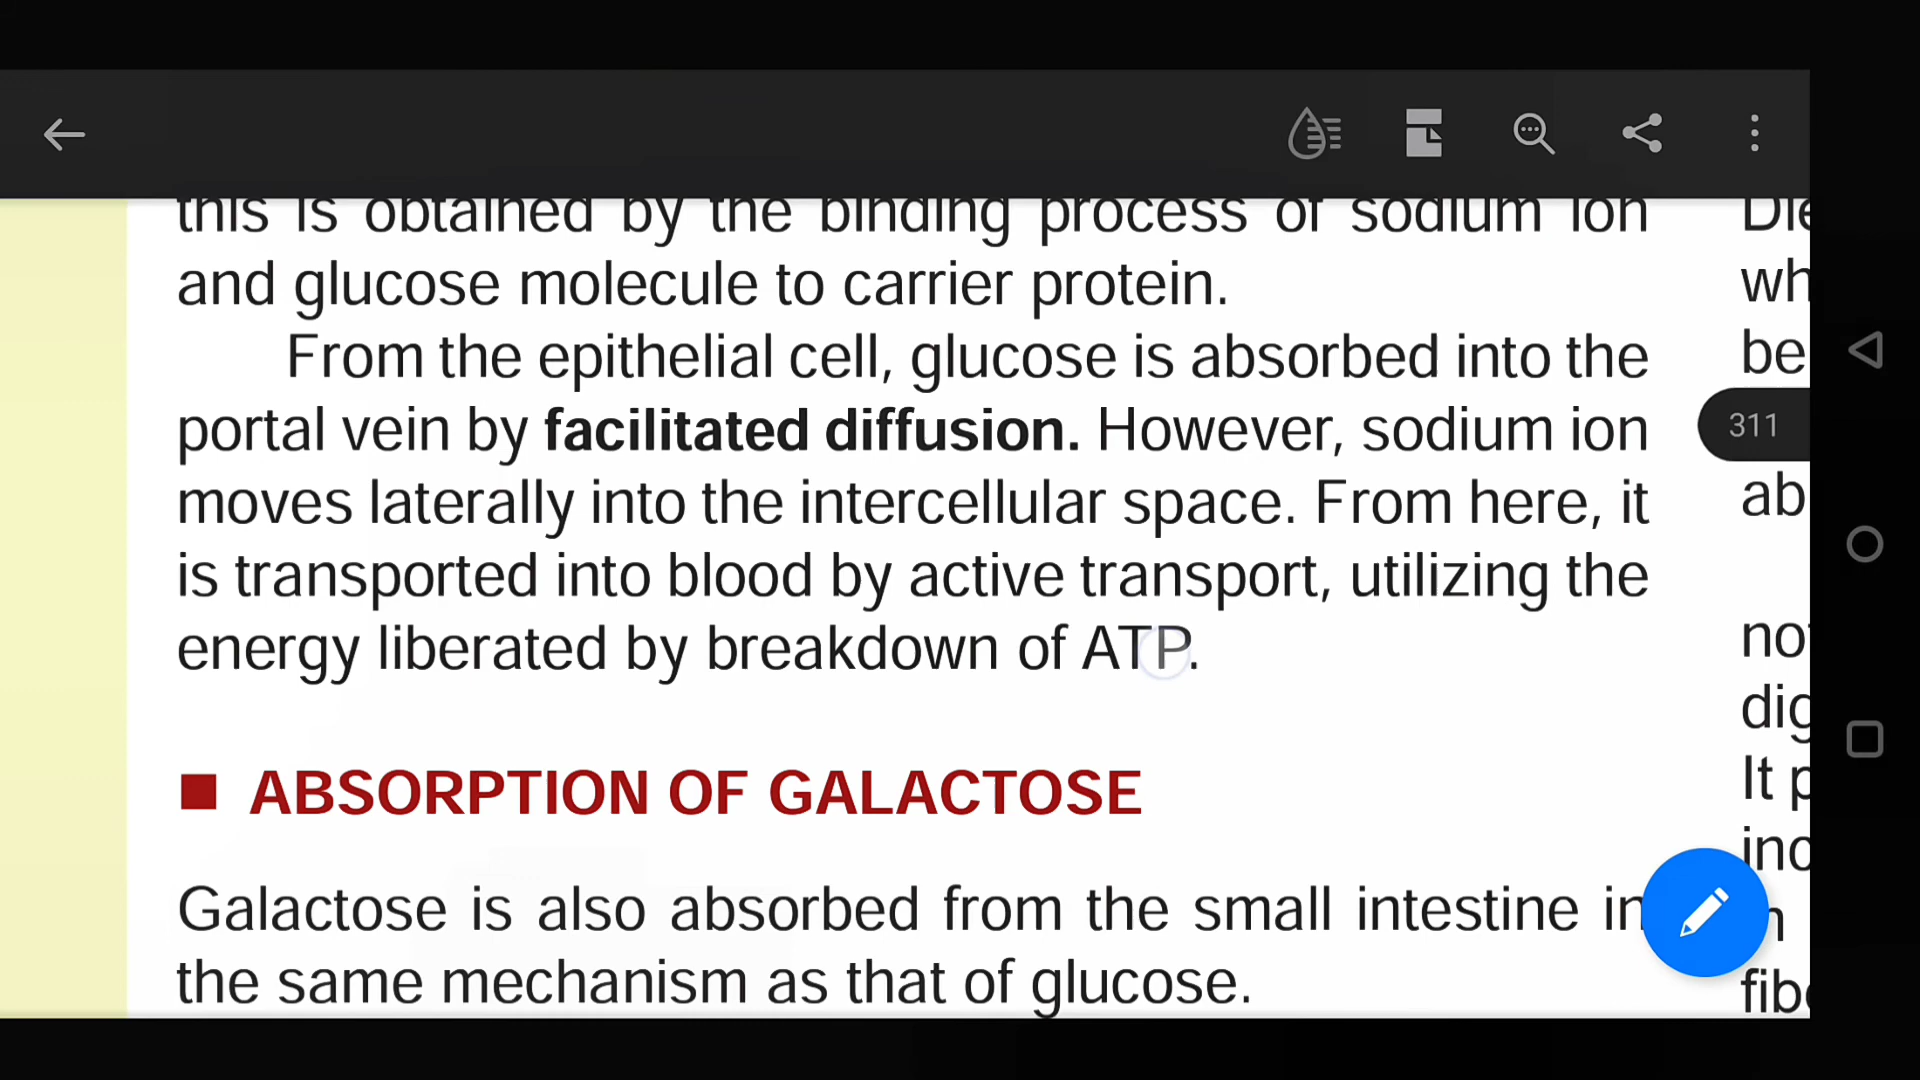 this is obtained by the binding process of sodium ion
and glucose molecule to carrier protein.
From the epithelial cell, glucose is absorbed into the
portal vein by facilitated diffusion. However, sodium ion
moves laterally into the intercellular space. From here, it
is transported into blood by active transport, utilizing the
energy liberated by breakdown of ATP.
■ ABSORPTION OF GALACTOSE
Galactose is also absorbed from the small intestine in
the same mechanism as that of glucose.
be
311
ab
It